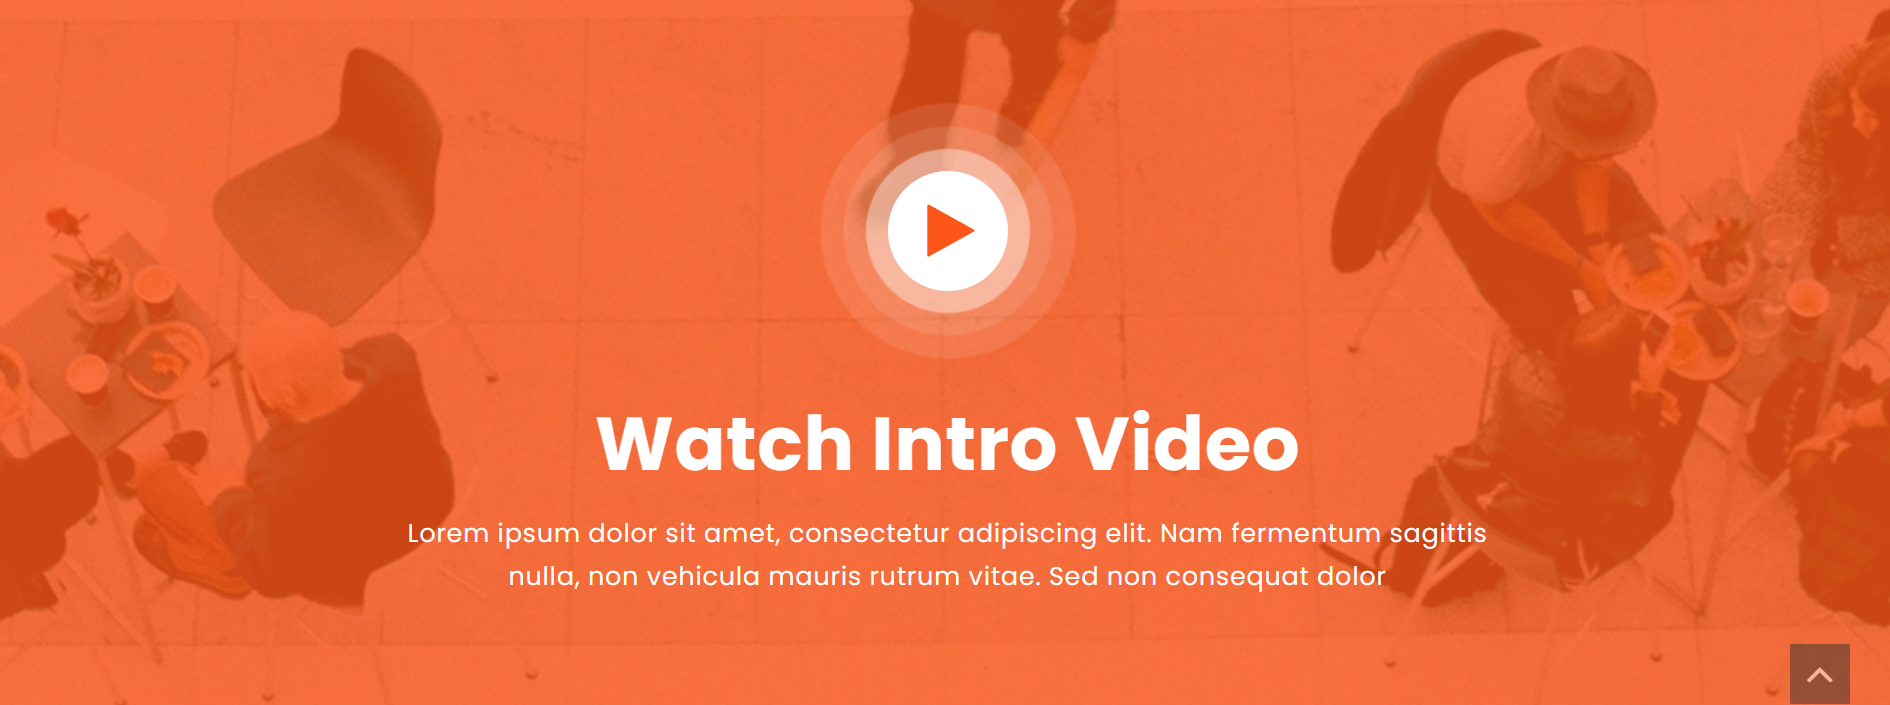 Watch Intro Video
Lorem ipsum dolor sit amet, consectetur adipiscing elit. Nam fermentum sagittis
nulla, non vehicula mauris rutrum vitae. Sed non consequat dolor